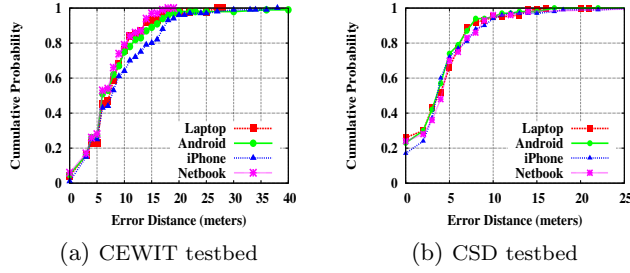 Cumulative Probability
1
0.8
0.6
0.4
0.2
0
Laptop
Android
iPhone
Netbook
0 5 10 15 20 25 30 35 40
Error Distance (meters)
(a) CEWIT testbed
Cumulative Probability
1
0.8
0.6
0.4
0.2
0
Laptop
Android
iPhone
Netbook
0 5 10 15 20 25
Error Distance (meters)
(b) CSD testbed